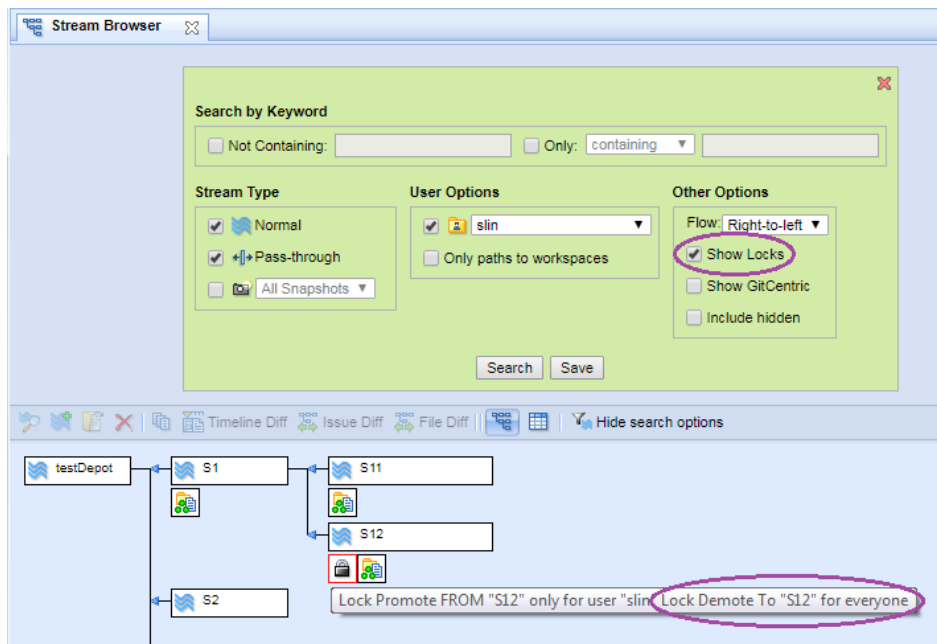 Stream Browser
Search by Keyword
Not Containing:
Only: containing
Stream Type
User Options
Other Options
Normal
slin
Flow: Right-to-left
Pass-through
Only paths to workspaces
Show Locks
All Snapshots
Show GitCentric
Include hidden
Search Save
Timeline Diff Issue Diff File Diff Hide search options
testDepot S1 S11
S12
S2
Lock Promote FROM "S12" only for user "slin Lock Demote To "S12" for everyone